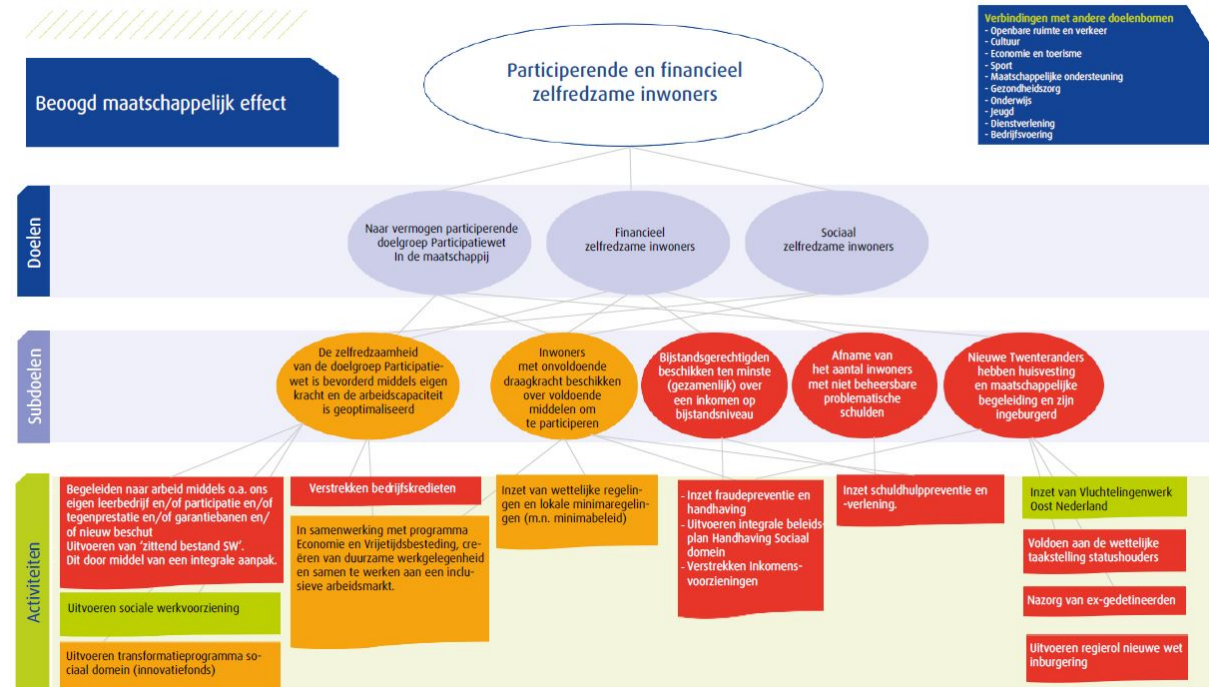 Beoogd maatschappelijk effect
Participerende en financieel
zelfredzame inwoners
Verbindingen met andere doelenbomen
- Openbare ruimte en verkeer
- Cultuur
- Economie en toerisme
- Sport
- Maatschappelijke ondersteuning
- Gezondheidszorg
- Onderwijs
- Jeugd
- Dienstverlening
- Bedrijfsvoering
Doelen
Naar vermogen participerende
doelgroep Participatiewet
In de maatschappij
Financieel
zelfredzame inwoners
Sociaal
zelfredzame inwoners
Subdoelen
De zelfredzaamheid
van de doelgroep Participatie-
wet is bevorderd middels eigen
kracht en de arbeidscapaciteit
is geoptimaliseerd
Inwoners
met onvoldoende
draagkracht beschikken
over voldoende
middelen om
te participeren
Bijstandsgerechtigden
beschikken ten minste
(gezamenlijk) over
een inkomen op
bijstandsniveau
Afname van
het aantal inwoners
met niet beheersbare
problematische
schulden
Nieuwe Twenteranders
hebben huisvesting
en maatschappelijke
begeleiding en zijn
ingeburgerd
Activiteiten
Begeleiden naar arbeid middels o.a. ons
eigen leerbedrijf en/of participatie en/of
tegenprestatie en/of garantiebanen en/
of nieuw beschut
Uitvoeren van ‘zittend bestand SW’.
Dit door middel van een integrale aanpak.
Uitvoeren sociale werkvoorziening
Uitvoeren transformatieprogramma so-
ciaal domein (innovatiefonds)
Verstrekken bedrijfskredieten
In samenwerking met programma
Economie en Vrijetijdsbesteding, cre-
ëren van duurzame werkgelegenheid
en samen te werken aan een inclu-
sieve arbeidsmarkt.
Inzet van wettelijke regelin-
gen en lokale minimaregelin-
gen (m.n. minimabeleid)
- Inzet fraudepreventie en
handhaving
- Uitvoeren integrale beleids-
plan Handhaving Sociaal
domein
- Verstrekken Inkomens-
voorzieningen
Inzet schuldhulppreventie en
-verlening.
Inzet van Vluchtelingenwerk
Oost Nederland
Voldoen aan de wettelijke
taakstelling statushouders
Nazorg van ex-gedetineerden
Uitvoeren regierol nieuwe wet
inburgering